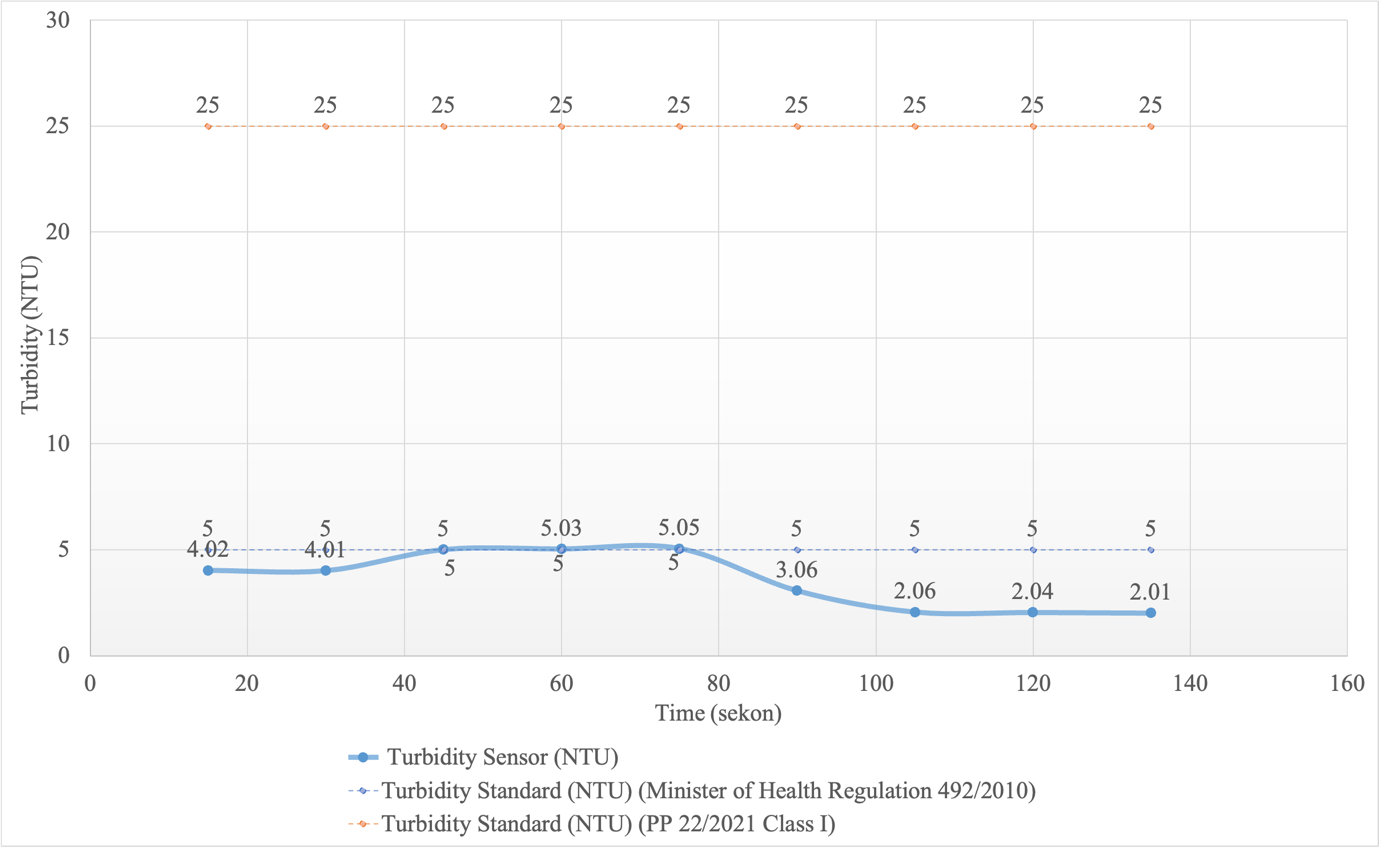 30
25 25 25 25 25 25 25 25 25
25
20
15
10
5 5 5 5.03 5.05 5 5 5 5
4.02 4.01
5
5 5 5
3.06 2.06 2.04 2.01
0
0 20 40 60 80 100 120 140 160
Turbidity (NTU)
Time (sekon)
Turbidity Sensor (NTU)
Turbidity Standard (NTU) (Minister of Health Regulation 492/2010)
Turbidity Standard (NTU) (PP 22/2021 Class I)